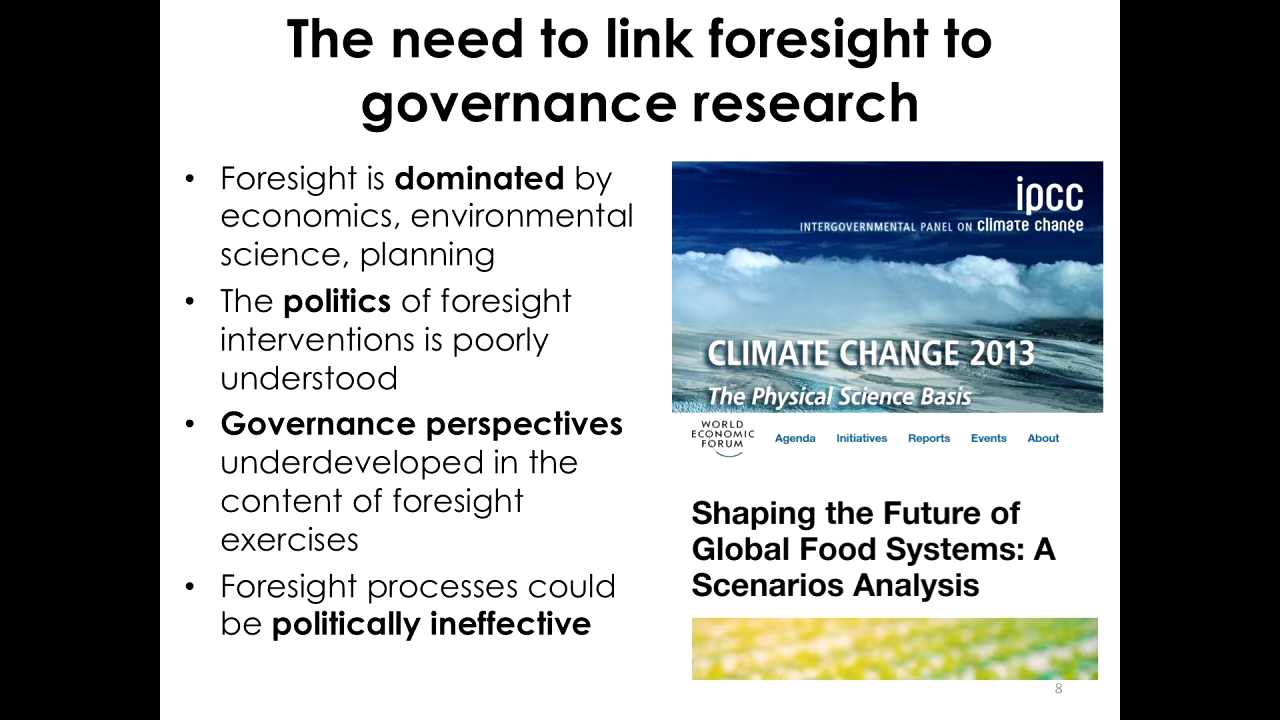 The need to link foresight to
governance research
• Foresight is dominated by
economics, environmental
science, planning
• The politics of foresight
interventions is poorly
understood
• Governance perspectives
underdeveloped in the
content of foresight
exercises
• Foresight processes could
be politically ineffective
ipcc
INTERGOVERNMENTAL PANEL ON climate change
CLIMATE CHANGE 2013
The Physical Science Basis
WORLD
ECONOMIC
FORUM
Agenda Initiatives Reports Events About
Shaping the Future of
Global Food Systems: A
Scenarios Analysis
8